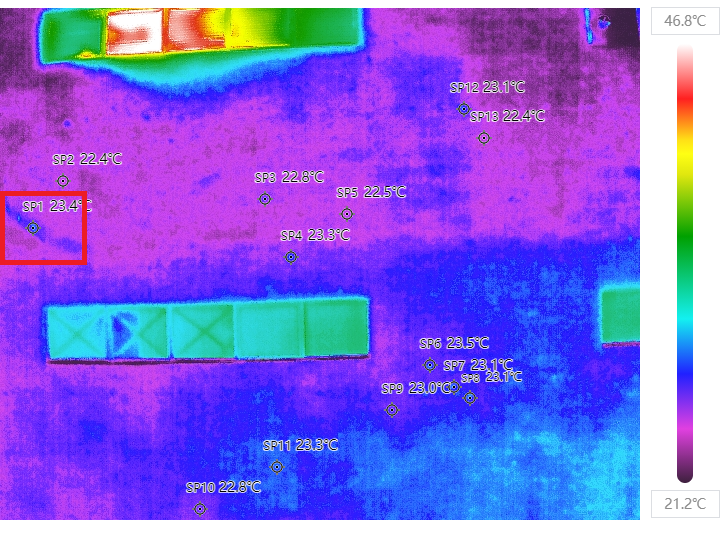 46.8℃
SP12 23.1℃
SP13 22.4℃
SP2 22.4℃
SP3 22.8℃
SP5 22.5℃
SP1 23.4℃
SP4 23.3℃
SP6 23.5℃
SP7 23.1℃
SP8 23.1℃
SP9 23.0℃
SP11 23.3℃
SP10 22.8℃
21.2℃